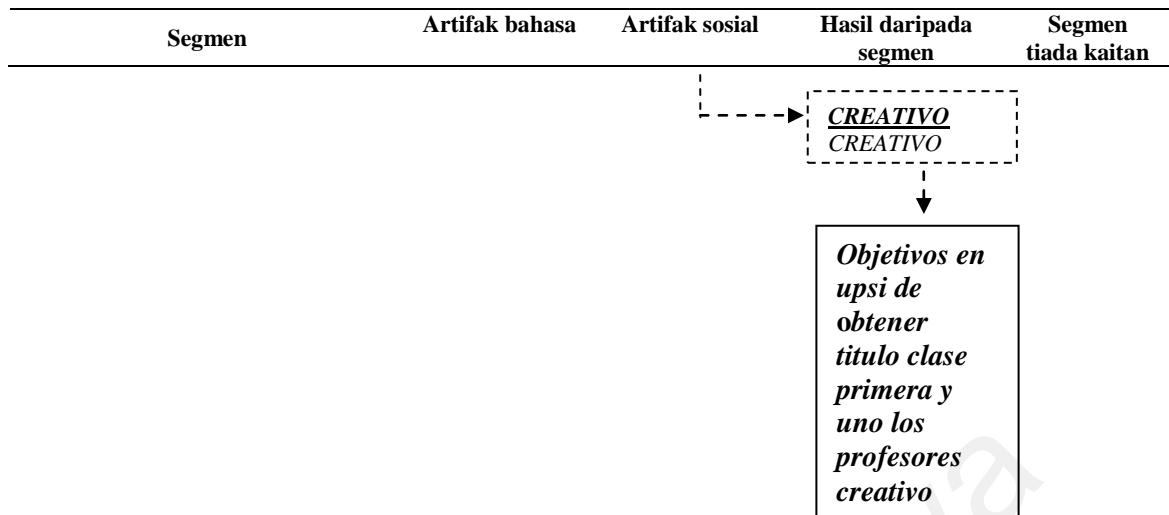 Segmen Artifak bahasa Artifak sosial Hasil daripada segmen Segmen tiada kaitan
CREATIVO
CREATIVO
Objetivos en
upsi de
obtener
titulo clase
primera y
uno los
profesores
creativo